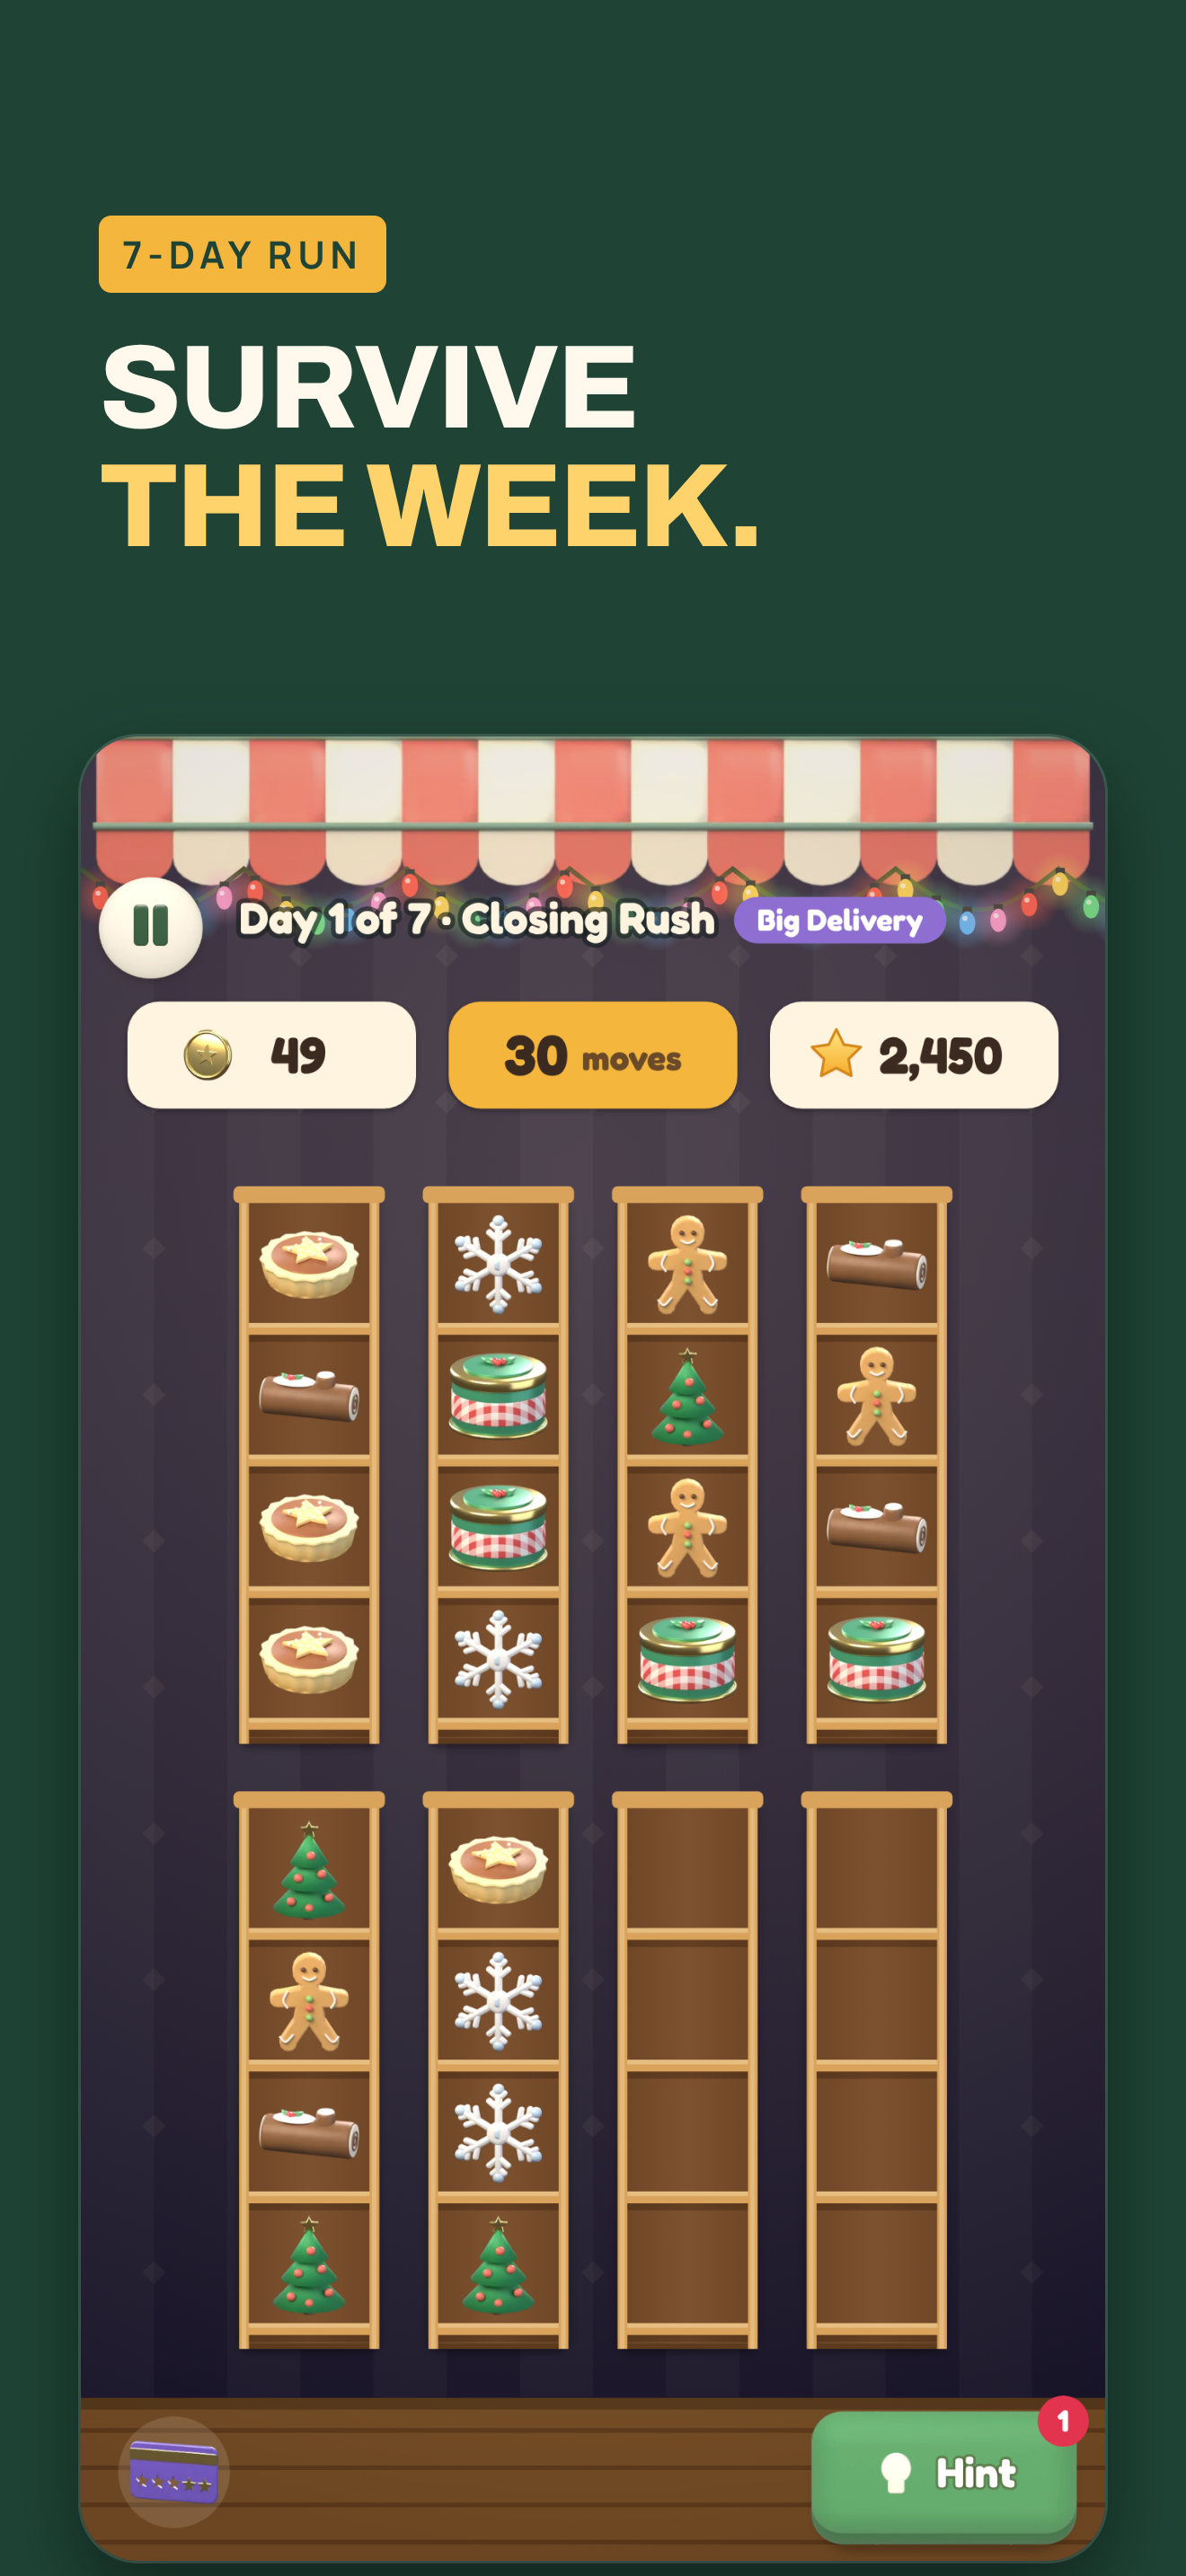 7-DAY RUN
SURVIVE
THE WEEK.
Day 1 of 7 · Closing Rush
Big Delivery
49
30 moves
2,450
1
Hint